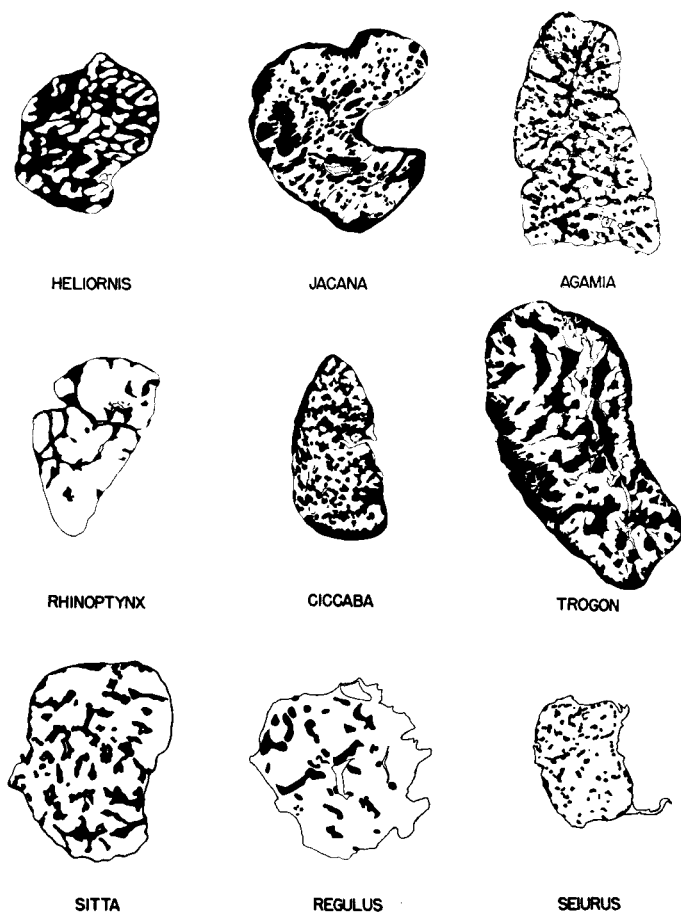 HELIORNIS JACANA AGAMIA
RHINOPTYNX CICCABA TROGON
SITTA REGULUS SEIURUS